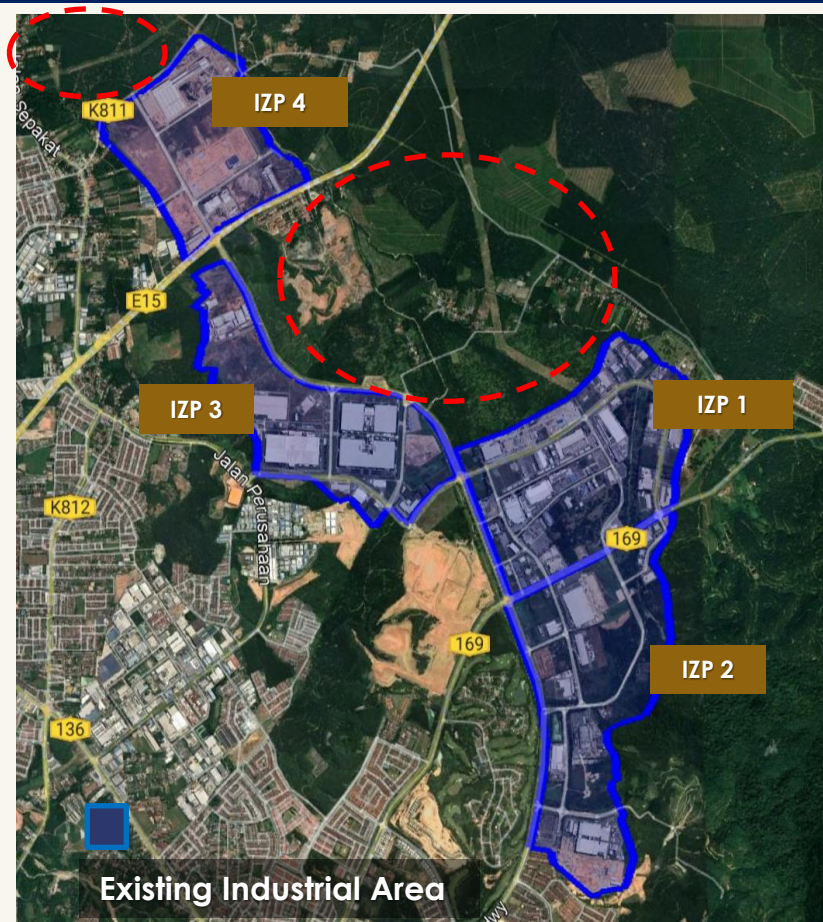 IZP 4
K811
Sepakat
E15
IZP 3
IZP 1
Jalan Perusahaan
K812
169
169
IZP 2
136
Existing Industrial Area
Hwy